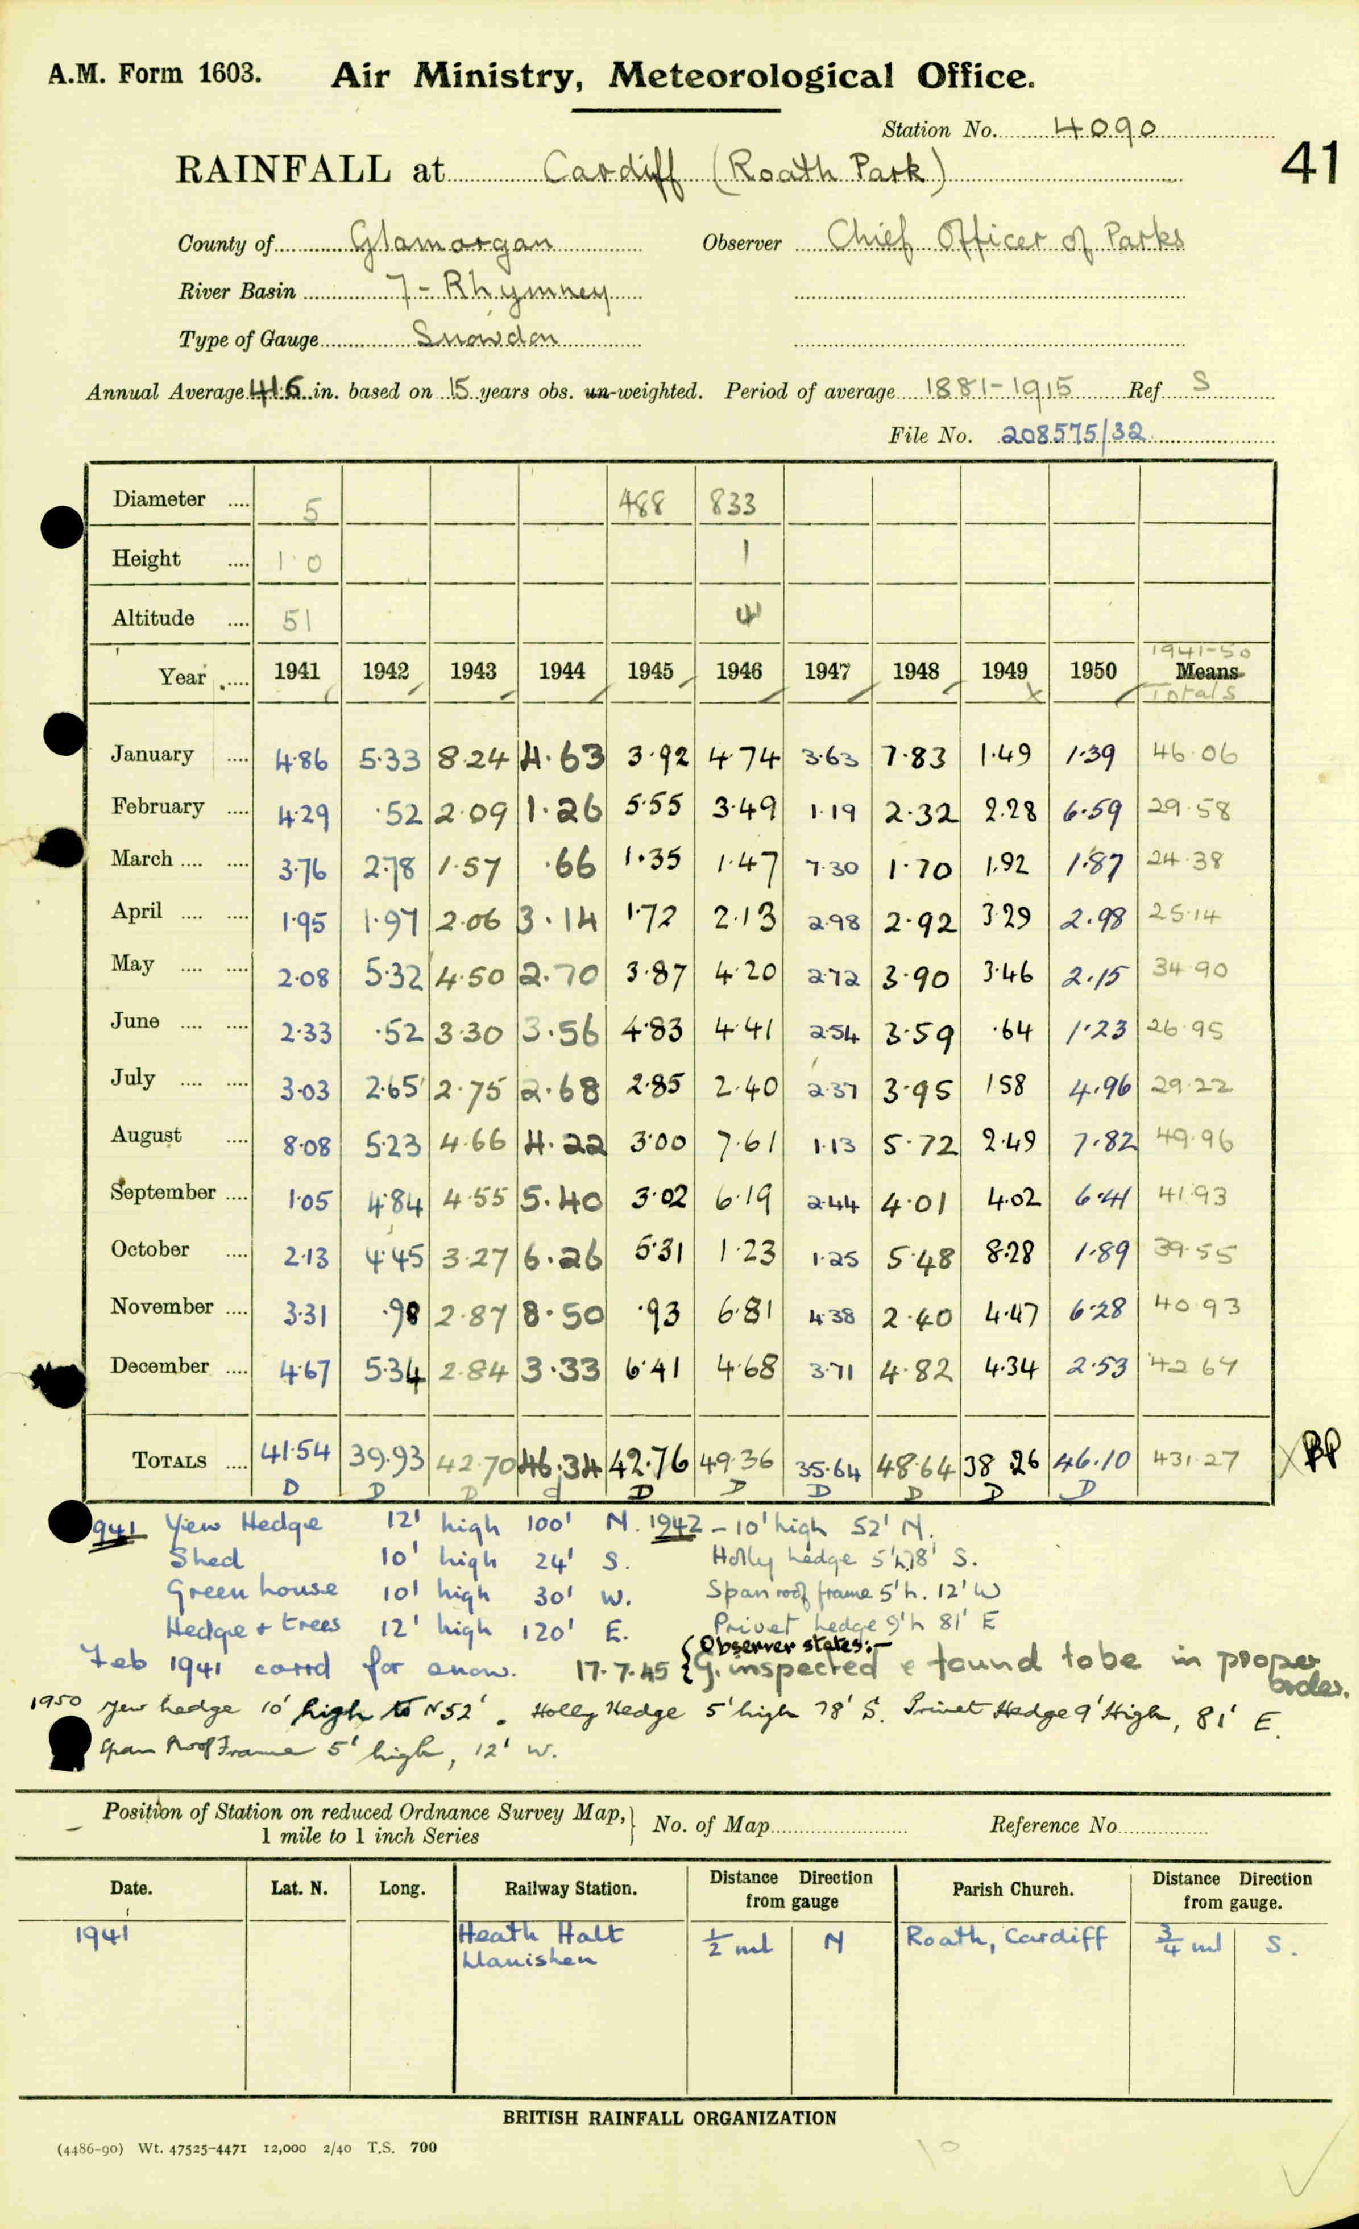 A.M. Form 1603. Air Ministry, Meteorological Office.
Station No. 4090
41
RAINFALL at Cardiff (Roath Park)
County of Glamorgan Observer Chief Officer of Parks
River Basin 7 - Rhymney
Type of Gauge Snowdon
Annual Average 41.6 in. based on 15 years obs. un-weighted. Period of average 1881-1915 Ref S
File No. 208575/32
Diameter .... 5 488 833
Height .... 1.0 1
Altitude .... 51
1941-50
Year .... 1941 1942 1943 1944 1945 1946 1947 1948 1949 1950 Means
Totals
January .... 4.86 5.33 8.24 4.63 3.92 4.74 3.63 7.83 1.49 1.39 46.06
February .... 4.29 .52 2.09 1.26 5.55 3.49 1.19 2.32 2.28 6.59 29.58
March .... .... 3.76 2.78 1.57 .66 1.35 1.47 7.30 1.70 1.92 1.87 24.38
April .... .... 1.95 1.97 2.06 3.14 1.72 2.13 2.98 2.92 3.29 2.98 25.14
May .... .... 2.08 5.32 4.50 2.70 3.87 4.20 2.72 3.90 3.46 2.15 34.90
June .... .... 2.33 .52 3.30 3.56 4.83 4.41 2.54 3.59 .64 1.23 26.95
July .... .... 3.03 2.65 2.75 2.68 2.85 2.40 2.37 3.95 1 58 4.96 29.22
August .... 8.08 5.23 4.66 4.22 3.00 7.61 1.13 5.72 2.49 7.82 49.96
September .... 1.05 4.84 4.55 5.40 3.02 6.19 2.44 4.01 4.02 6.41 41.93
October .... 2.13 4.45 3.27 6.26 5.31 1.23 1.25 5.48 8.28 1.89 39.55
November .... 3.31 .98 2.87 8.50 .93 6.81 4.38 2.40 4.47 6.28 40.93
December .... 4.67 5.34 2.84 3.33 6.41 4.68 3.71 4.82 4.34 2.53 42 67
TOTALS .... 41.54 39.93 42.70 46.34 42.76 49.36 35.64 48.64 38.26 46.10 431.27
D D D d D D D D D D
1941 Yew Hedge 12' high 100' N. 1942 - 10' high 52' N.
Shed 10' high 24' S. Holly hedge 5'h 78' S.
Green house 10' high 30' W. Span roof frame 5'h. 12' W
Hedge + trees 12' high 120' E. Privet hedge 9'h 81' E
Observer states:-
Feb 1941 corrd for snow. 17.7.45 G. inspected & found to be in proper order.
1950 Yew hedge 10' high to N 52'. Holly Hedge 5' high 78' S. Privet Hedge 9' High, 81' E.
Span Roof Frame 5' high, 12' W.
Position of Station on reduced Ordnance Survey Map, No. of Map Reference No
1 mile to 1 inch Series
Date. Lat. N. Long. Railway Station. Distance Direction from gauge Parish Church. Distance Direction from gauge.
1941 Heath Halt 1/2 ml N Roath, Cardiff 3/4 ml S.
Llanishen
BRITISH RAINFALL ORGANIZATION
(4486-90) Wt. 47525-4471 12,000 2/40 T.S. 700